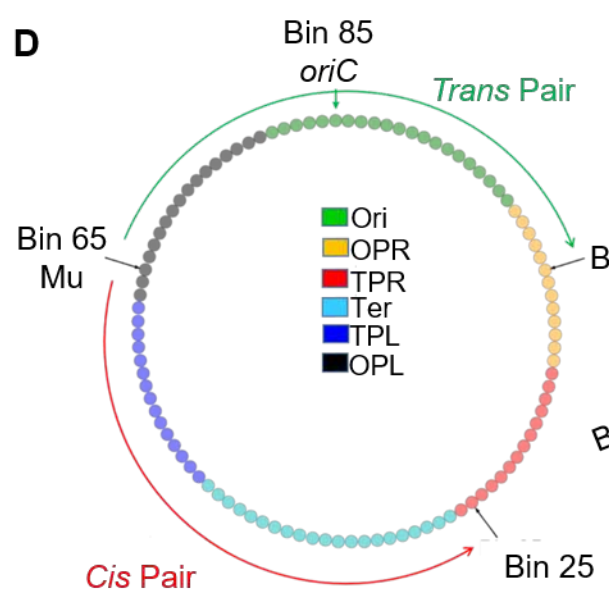 D
Bin 85
oriC
Trans Pair
Bin 65
Mu
B
Ori
OPR
TPR
Ter
TPL
OPL
B
Bin 25
Cis Pair